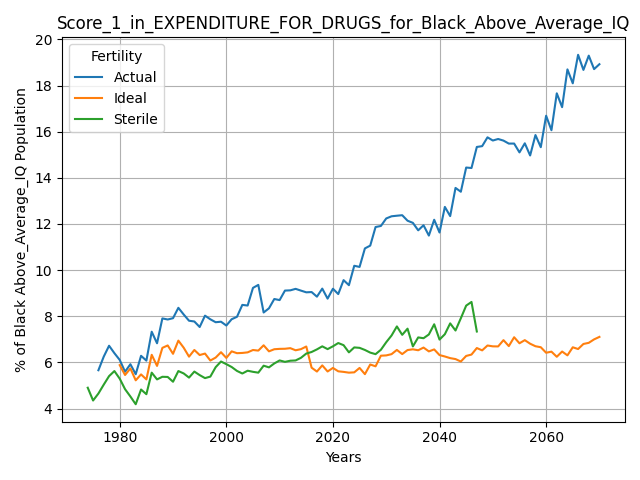 Score_1_in_EXPENDITURE_FOR_DRUGS_for_Black_Above_Average_IQ
% of Black Above_Average_IQ Population
20
18
16
14
12
10
8
6
4
Fertility
Actual
Ideal
Sterile
1980
2000
2020
2040
2060
Years